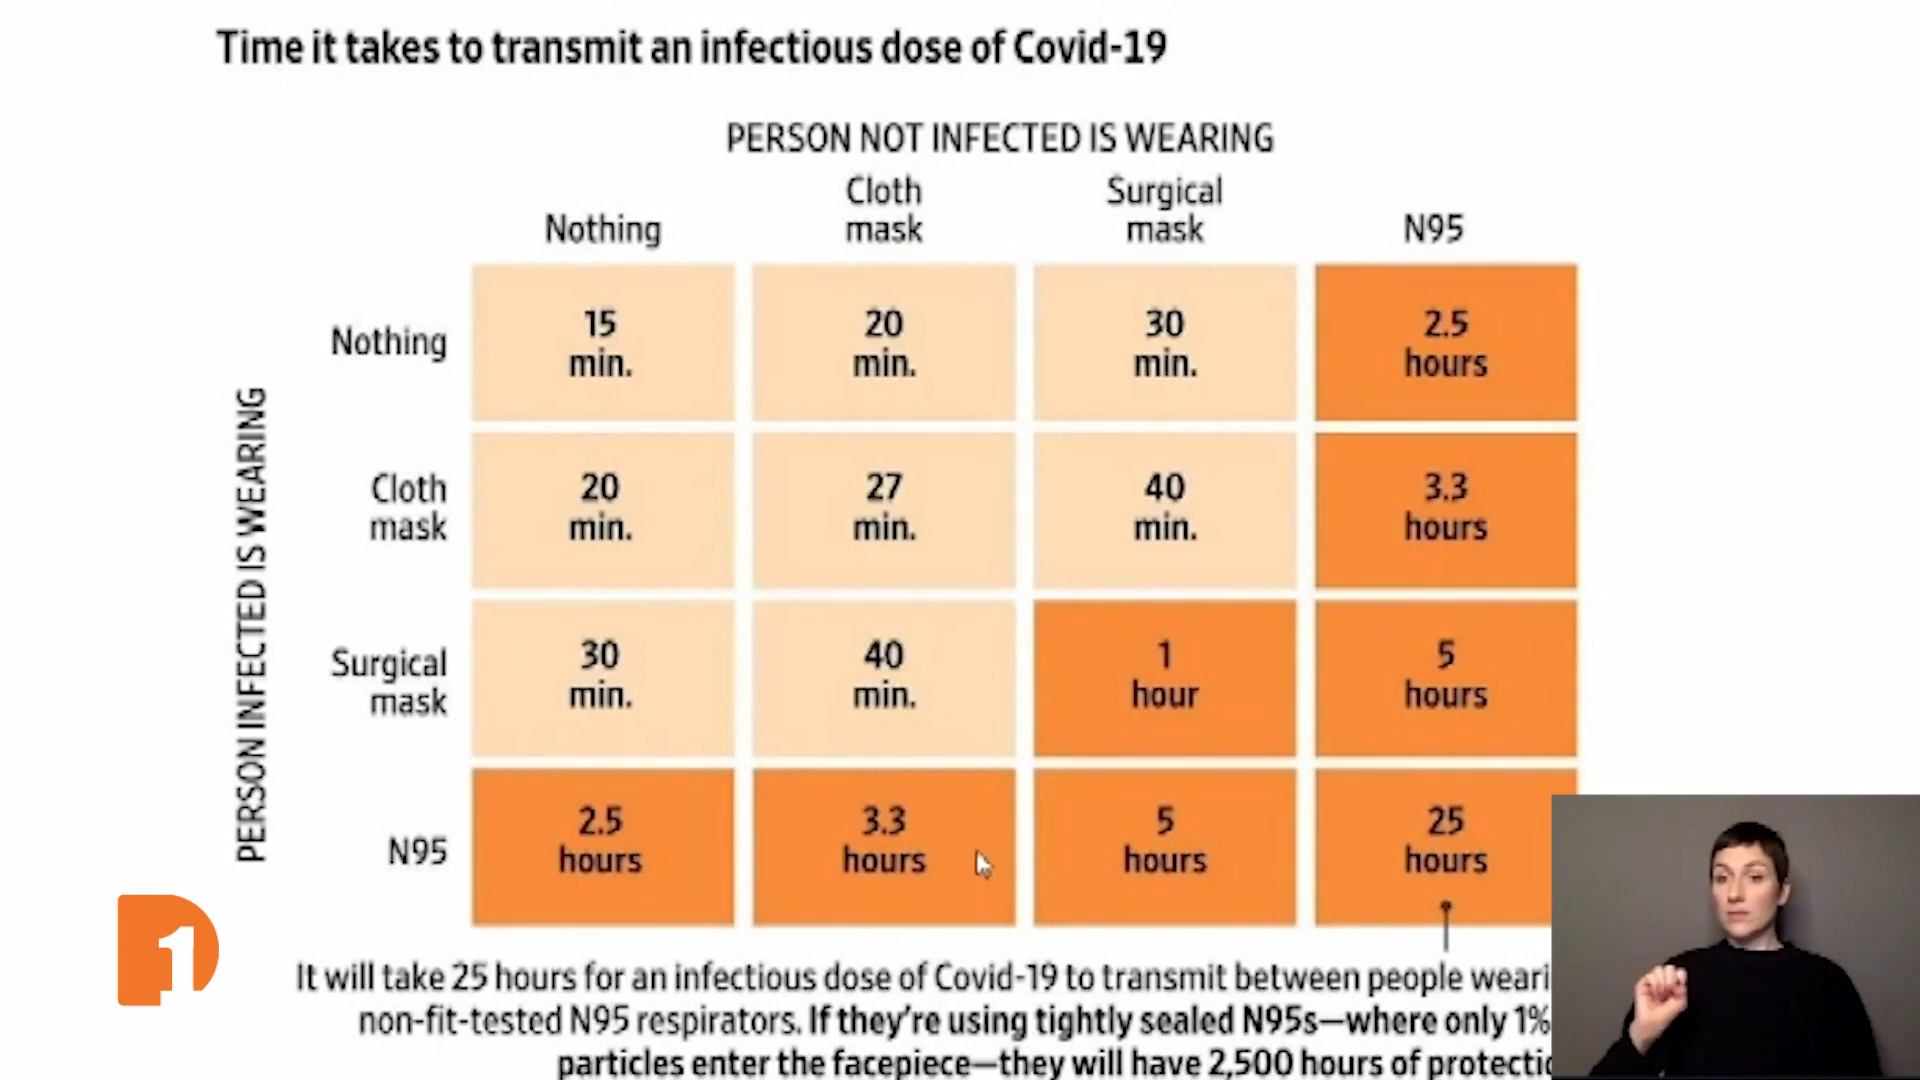 Time it takes to transmit an infectious dose of Covid-19
PERSON NOT INFECTED IS WEARING
Nothing
Cloth
mask
Surgical
mask
N95
PERSON INFECTED IS WEARING
Nothing
15
min.
20
min.
30
min.
2.5
hours
Cloth
mask
20
min.
27
min.
40
min.
3.3
hours
Surgical
mask
30
min.
40
min.
1
hour
5
hours
N95
2.5
hours
3.3
hours
5
hours
25
hours
It will take 25 hours for an infectious dose of Covid-19 to transmit between people weari
non-fit-tested N95 respirators. If they're using tightly sealed N95s—where only 1%
particles enter the facepiece—they will have 2,500 hours of protectio
D1